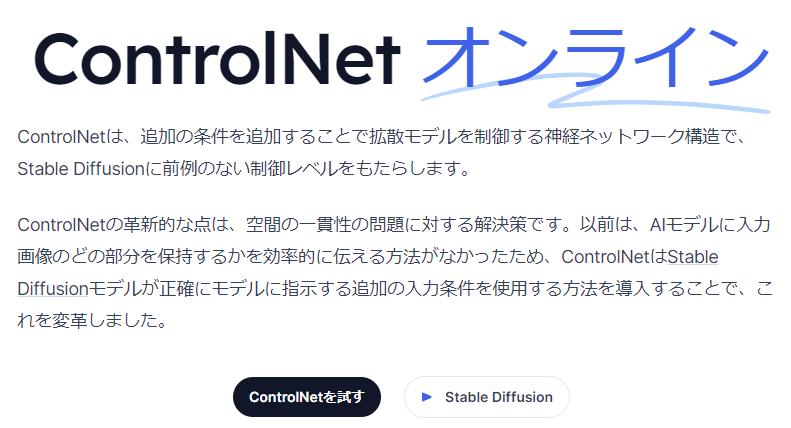 ControlNet オンライン
ControlNetは、追加の条件を追加することで拡散モデルを制御する神経ネットワーク構造で、
Stable Diffusionに前例のない制御レベルをもたらします。
ControlNetの革新的な点は、空間の一貫性の問題に対する解決策です。以前は、AIモデルに入力
画像のどの部分を保持するかを効率的に伝える方法がなかったため、ControlNetはStable
Diffusionモデルが正確にモデルに指示する追加の入力条件を使用する方法を導入することで、こ
れを変革しました。
ControlNetを試す
Stable Diffusion